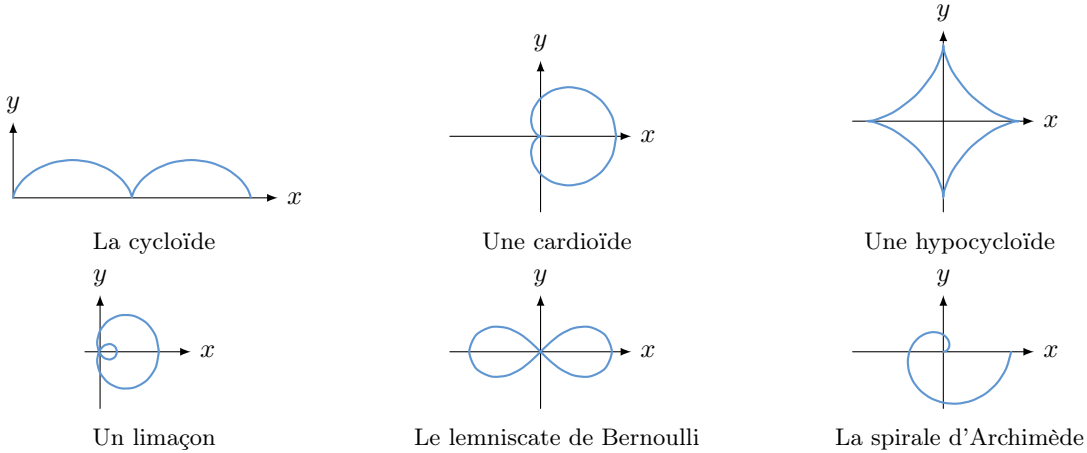 y
x
La cycloïde
y
x
Une cardioïde
y
x
Une hypocycloïde
y
x
Un limaçon
y
x
Le lemniscate de Bernoulli
y
x
La spirale d'Archimède